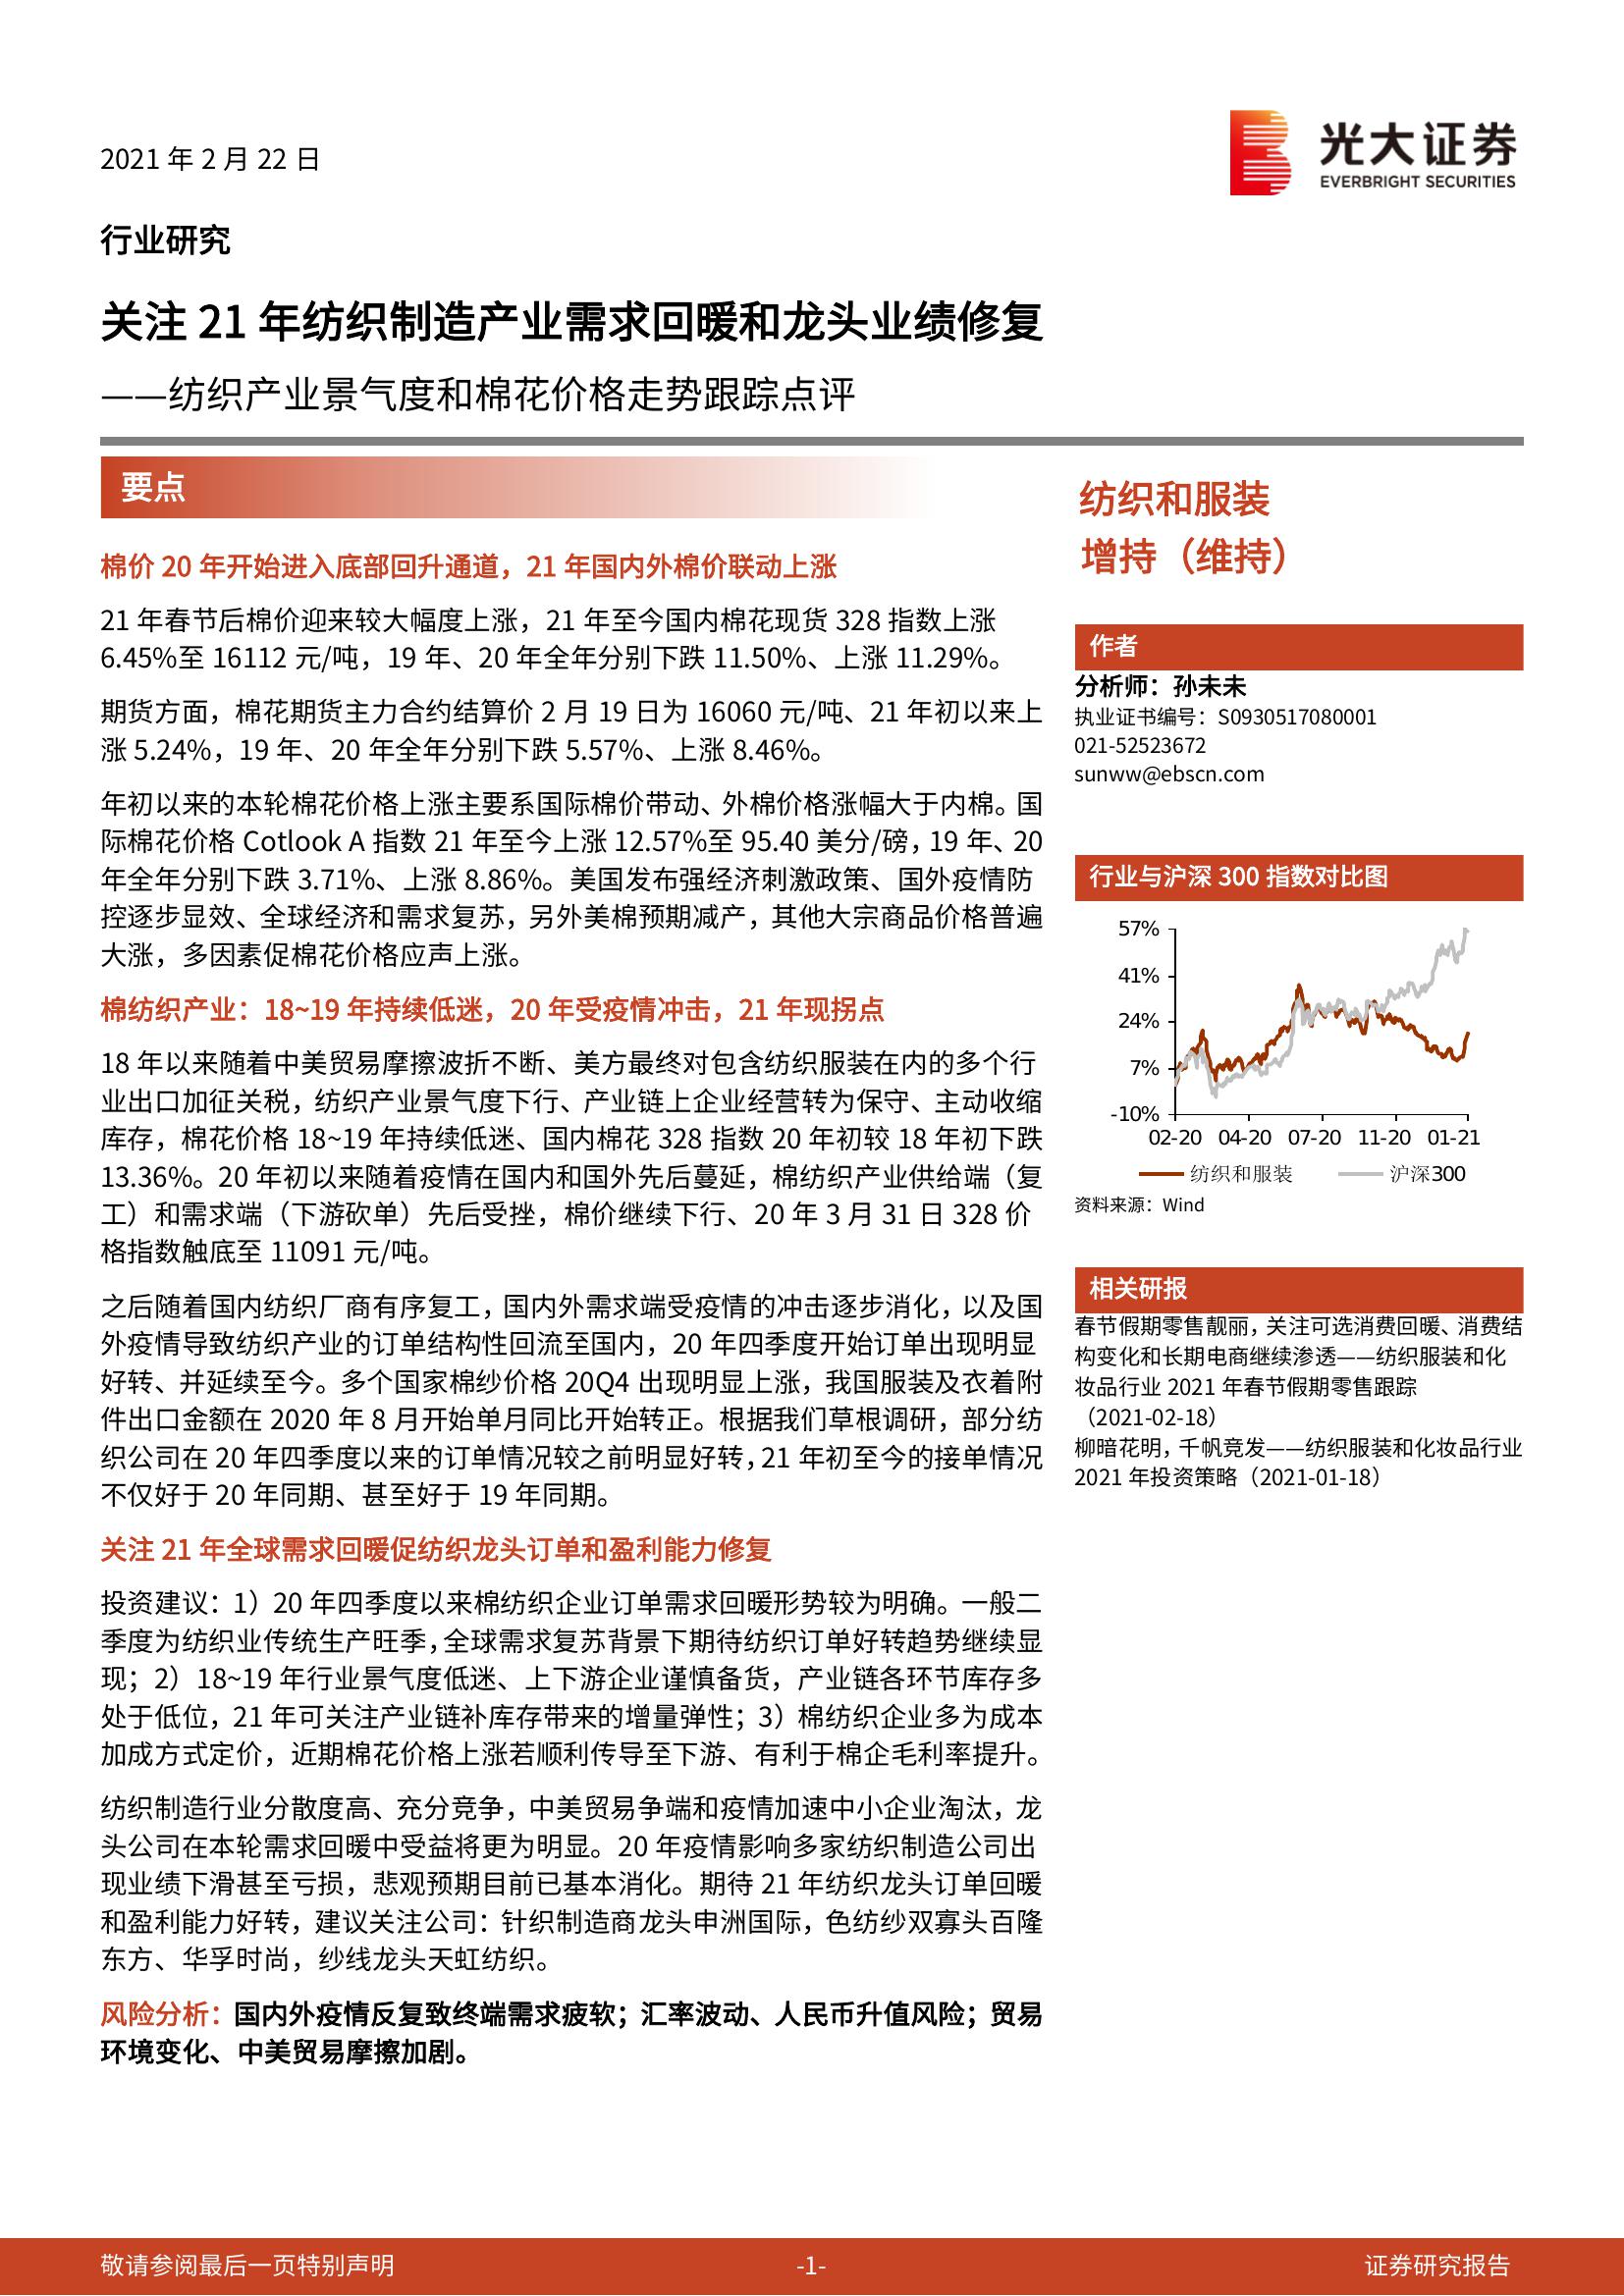 2021 年 2 月 22 日
光大证券
EVERBRIGHT SECURITIES
行业研究
关注 21 年纺织制造产业需求回暖和龙头业绩修复
——纺织产业景气度和棉花价格走势跟踪点评
要点
棉价 20 年开始进入底部回升通道，21 年国内外棉价联动上涨
21 年春节后棉价迎来较大幅度上涨，21 年至今国内棉花现货 328 指数上涨
6.45%至 16112 元/吨，19 年、20 年全年分别下跌 11.50%、上涨 11.29%。
期货方面，棉花期货主力合约结算价 2 月 19 日为 16060 元/吨、21 年初以来上
涨 5.24%，19 年、20 年全年分别下跌 5.57%、上涨 8.46%。
年初以来的本轮棉花价格上涨主要系国际棉价带动、外棉价格涨幅大于内棉。国
际棉花价格 Cotlook A 指数 21 年至今上涨 12.57%至 95.40 美分/磅，19 年、20
年全年分别下跌 3.71%、上涨 8.86%。美国发布强经济刺激政策、国外疫情防
控逐步显效、全球经济和需求复苏，另外美棉预期减产，其他大宗商品价格普遍
大涨，多因素促棉花价格应声上涨。
棉纺织产业：18~19 年持续低迷，20 年受疫情冲击，21 年现拐点
18 年以来随着中美贸易摩擦波折不断、美方最终对包含纺织服装在内的多个行
业出口加征关税，纺织产业景气度下行、产业链上企业经营转为保守、主动收缩
库存，棉花价格 18~19 年持续低迷、国内棉花 328 指数 20 年初较 18 年初下跌
13.36%。20 年初以来随着疫情在国内和国外先后蔓延，棉纺织产业供给端（复
工）和需求端（下游砍单）先后受挫，棉价继续下行、20 年 3 月 31 日 328 价
格指数触底至 11091 元/吨。
之后随着国内纺织厂商有序复工，国内外需求端受疫情的冲击逐步消化，以及国
外疫情导致纺织产业的订单结构性回流至国内，20 年四季度开始订单出现明显
好转、并延续至今。多个国家棉纱价格 20Q4 出现明显上涨，我国服装及衣着附
件出口金额在 2020 年 8 月开始单月同比开始转正。根据我们草根调研，部分纺
织公司在 20 年四季度以来的订单情况较之前明显好转，21 年初至今的接单情况
不仅好于 20 年同期、甚至好于 19 年同期。
关注 21 年全球需求回暖促纺织龙头订单和盈利能力修复
投资建议：1）20 年四季度以来棉纺织企业订单需求回暖形势较为明确。一般二
季度为纺织业传统生产旺季，全球需求复苏背景下期待纺织订单好转趋势继续显
现；2）18~19 年行业景气度低迷、上下游企业谨慎备货，产业链各环节库存多
处于低位，21 年可关注产业链补库存带来的增量弹性；3）棉纺织企业多为成本
加成方式定价，近期棉花价格上涨若顺利传导至下游、有利于棉企毛利率提升。
纺织制造行业分散度高、充分竞争，中美贸易争端和疫情加速中小企业淘汰，龙
头公司在本轮需求回暖中受益将更为明显。20 年疫情影响多家纺织制造公司出
现业绩下滑甚至亏损，悲观预期目前已基本消化。期待 21 年纺织龙头订单回暖
和盈利能力好转，建议关注公司：针织制造商龙头申洲国际，色纺纱双寡头百隆
东方、华孚时尚，纱线龙头天虹纺织。
风险分析：国内外疫情反复致终端需求疲软；汇率波动、人民币升值风险；贸易
环境变化、中美贸易摩擦加剧。
纺织和服装
增持（维持）
作者
分析师：孙未未
执业证书编号：S0930517080001
021-52523672
sunww@ebscn.com
行业与沪深 300 指数对比图
57%
41%
24%
7%
-10%
02-20 04-20 07-20 11-20 01-21
纺织和服装 沪深300
资料来源：Wind
相关研报
春节假期零售靓丽，关注可选消费回暖、消费结
构变化和长期电商继续渗透——纺织服装和化
妆品行业 2021 年春节假期零售跟踪
（2021-02-18）
柳暗花明，千帆竞发——纺织服装和化妆品行业
2021 年投资策略（2021-01-18）
敬请参阅最后一页特别声明
-1-
证券研究报告